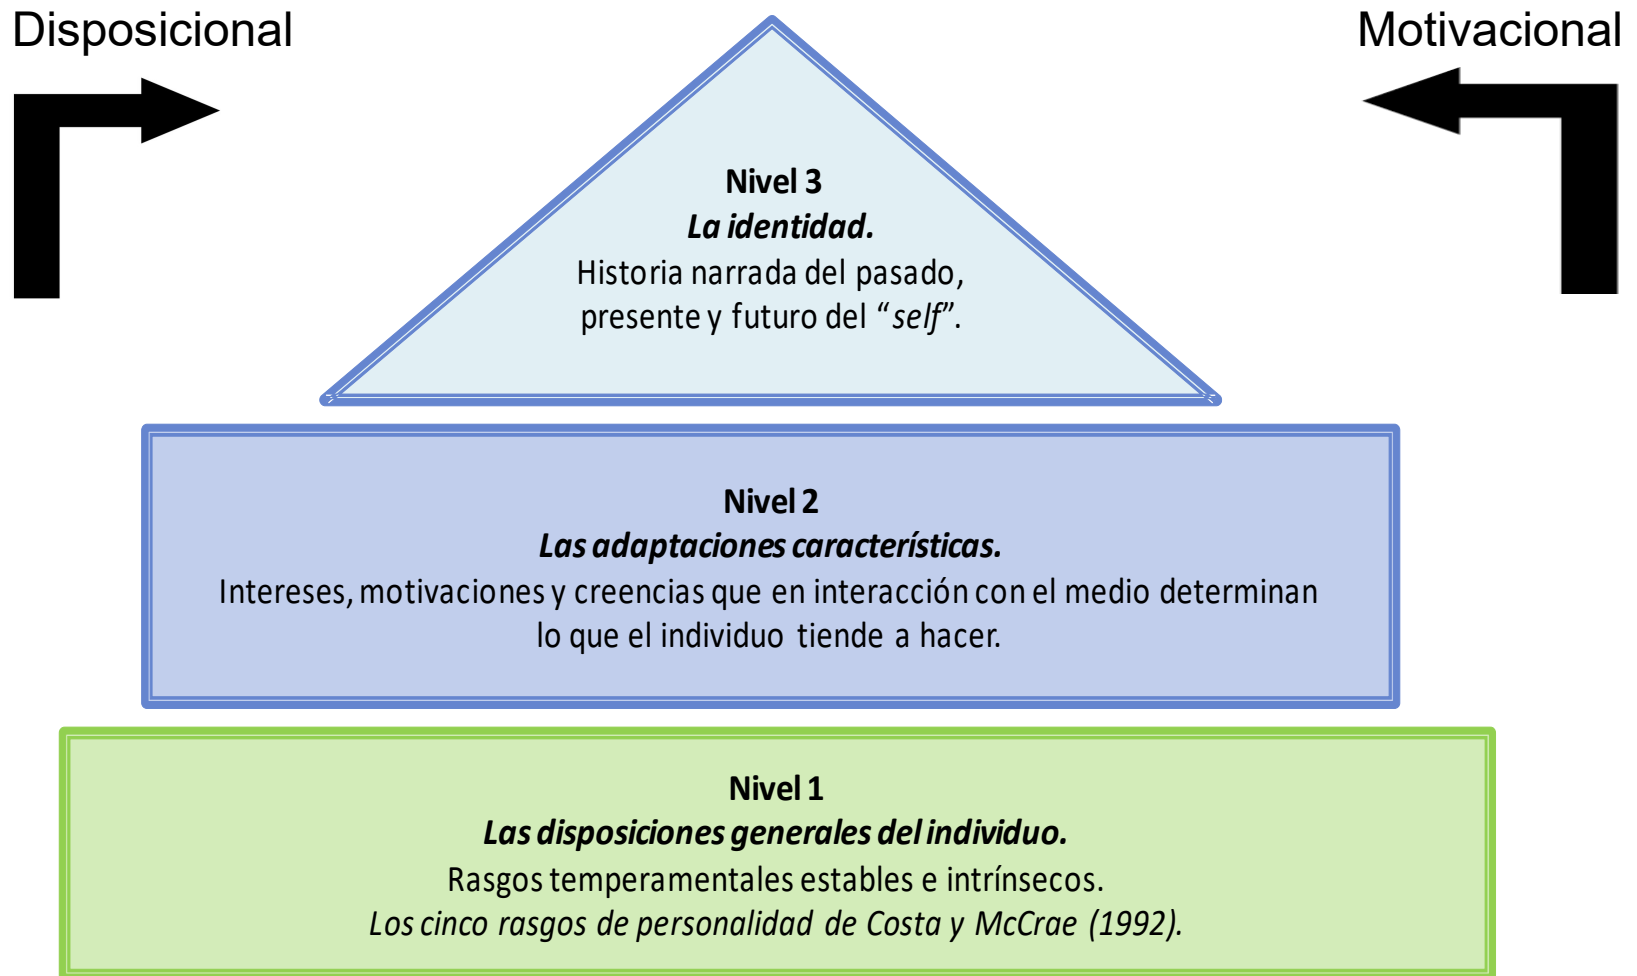 Disposicional
Motivacional
Nivel 3
La identidad.
Historia narrada del pasado,
presente y futuro del “self”.
Nivel 2
Las adaptaciones características.
Intereses, motivaciones y creencias que en interacción con el medio determinan
lo que el individuo tiende a hacer.
Nivel 1
Las disposiciones generales del individuo.
Rasgos temperamentales estables e intrínsecos.
Los cinco rasgos de personalidad de Costa y McCrae (1992).